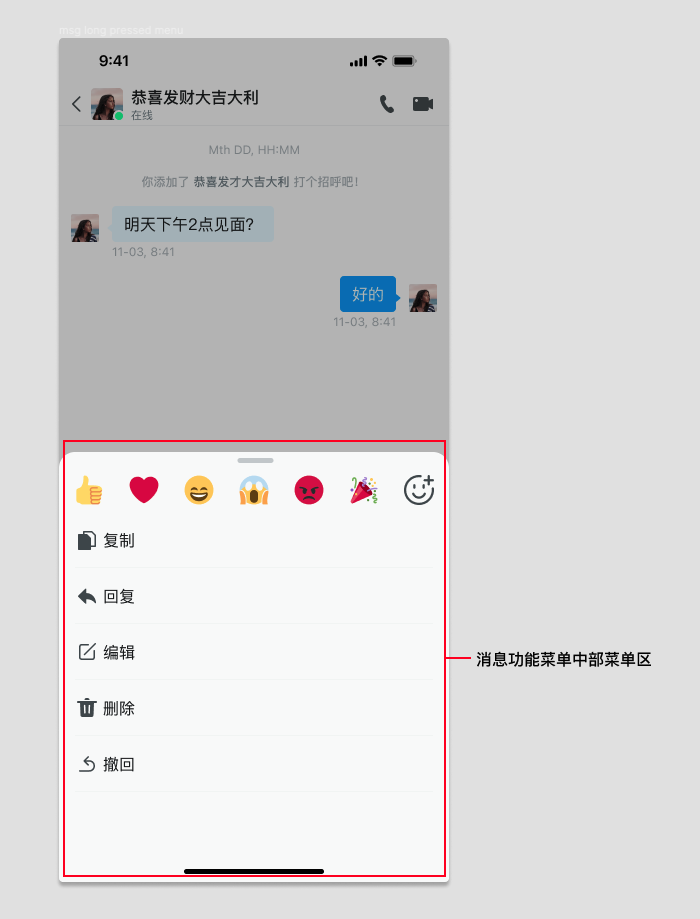 msg long pressed menu
9:41
恭喜发财大吉大利
在线
Mth DD, HH:MM
你添加了 恭喜发才大吉大利 打个招呼吧！
明天下午2点见面？
11-03, 8:41
好的
11-03, 8:41
复制
回复
编辑
消息功能菜单中部菜单区
删除
撤回